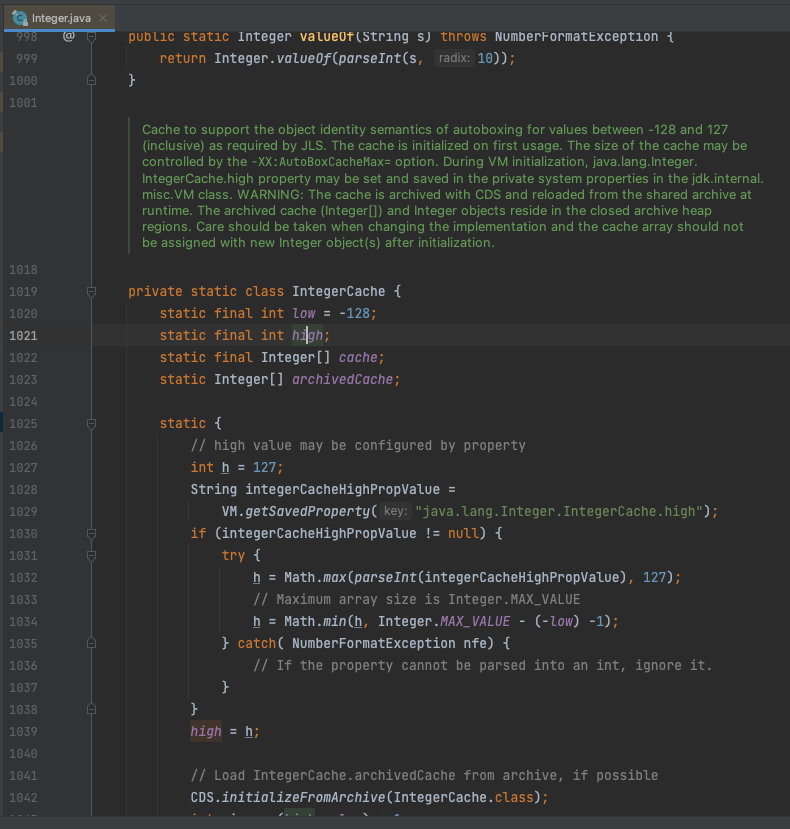 Integer.java
998 @ public static Integer valueOf(String s) throws NumberFormatException {
999 return Integer.valueOf(parseInt(s, radix: 10));
1000 }
1001
Cache to support the object identity semantics of autoboxing for values between -128 and 127
(inclusive) as required by JLS. The cache is initialized on first usage. The size of the cache may be
controlled by the -XX:AutoBoxCacheMax= option. During VM initialization, java.lang.Integer.
IntegerCache.high property may be set and saved in the private system properties in the jdk.internal.
misc.VM class. WARNING: The cache is archived with CDS and reloaded from the shared archive at
runtime. The archived cache (Integer[]) and Integer objects reside in the closed archive heap
regions. Care should be taken when changing the implementation and the cache array should not
be assigned with new Integer object(s) after initialization.
1018
1019 private static class IntegerCache {
1020 static final int low = -128;
1021 static final int high;
1022 static final Integer[] cache;
1023 static Integer[] archivedCache;
1024
1025 static {
1026 // high value may be configured by property
1027 int h = 127;
1028 String integerCacheHighPropValue =
1029 VM.getSavedProperty( key: "java.lang.Integer.IntegerCache.high");
1030 if (integerCacheHighPropValue != null) {
1031 try {
1032 h = Math.max(parseInt(integerCacheHighPropValue), 127);
1033 // Maximum array size is Integer.MAX_VALUE
1034 h = Math.min(h, Integer.MAX_VALUE - (-low) -1);
1035 } catch( NumberFormatException nfe) {
1036 // If the property cannot be parsed into an int, ignore it.
1037 }
1038 }
1039 high = h;
1040
1041 // Load IntegerCache.archivedCache from archive, if possible
1042 CDS.initializeFromArchive(IntegerCache.class);